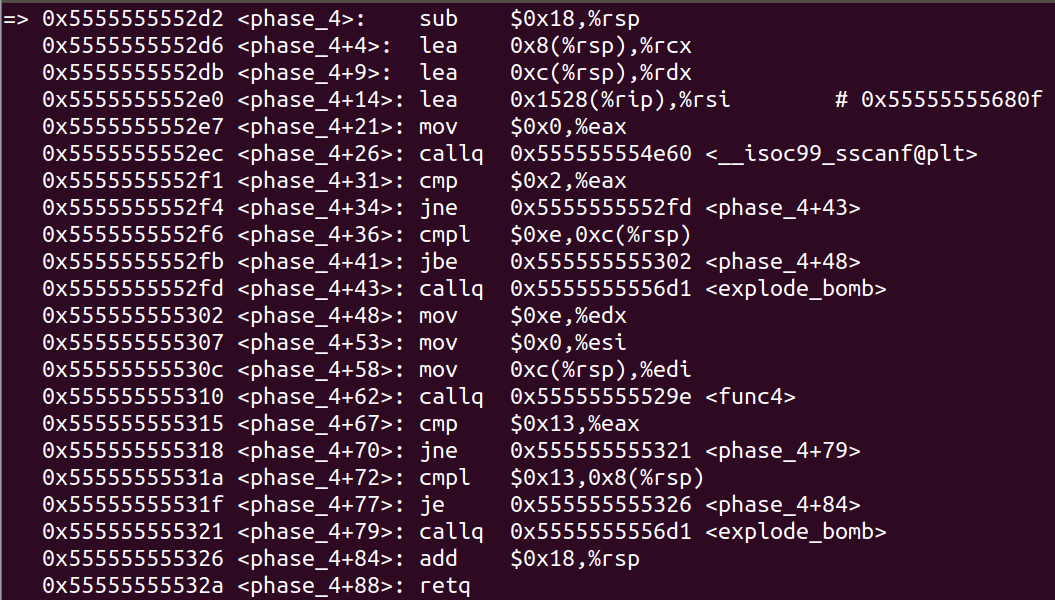 => 0x5555555552d2 <phase_4>: sub $0x18,%rsp
0x5555555552d6 <phase_4+4>: lea 0x8(%rsp),%rcx
0x5555555552db <phase_4+9>: lea 0xc(%rsp),%rdx
0x5555555552e0 <phase_4+14>: lea 0x1528(%rip),%rsi # 0x55555555680f
0x5555555552e7 <phase_4+21>: mov $0x0,%eax
0x5555555552ec <phase_4+26>: callq 0x555555554e60 <__isoc99_sscanf@plt>
0x5555555552f1 <phase_4+31>: cmp $0x2,%eax
0x5555555552f4 <phase_4+34>: jne 0x5555555552fd <phase_4+43>
0x5555555552f6 <phase_4+36>: cmpl $0xe,0xc(%rsp)
0x5555555552fb <phase_4+41>: jbe 0x555555555302 <phase_4+48>
0x5555555552fd <phase_4+43>: callq 0x5555555556d1 <explode_bomb>
0x555555555302 <phase_4+48>: mov $0xe,%edx
0x555555555307 <phase_4+53>: mov $0x0,%esi
0x55555555530c <phase_4+58>: mov 0xc(%rsp),%edi
0x555555555310 <phase_4+62>: callq 0x55555555529e <func4>
0x555555555315 <phase_4+67>: cmp $0x13,%eax
0x555555555318 <phase_4+70>: jne 0x555555555321 <phase_4+79>
0x55555555531a <phase_4+72>: cmpl $0x13,0x8(%rsp)
0x55555555531f <phase_4+77>: je 0x555555555326 <phase_4+84>
0x555555555321 <phase_4+79>: callq 0x5555555556d1 <explode_bomb>
0x555555555326 <phase_4+84>: add $0x18,%rsp
0x55555555532a <phase_4+88>: retq